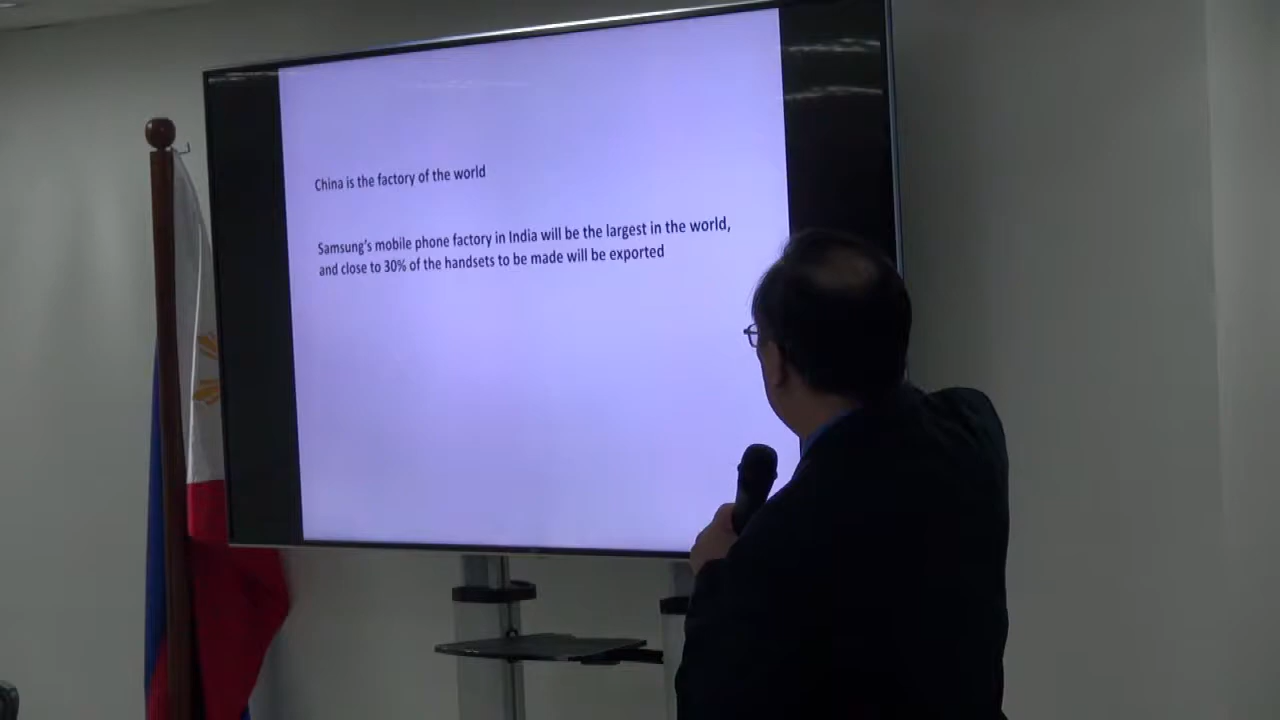 China is the factory of the world
Samsung's mobile phone factory in India will be the largest in the world,
and close to 30% of the handsets to be made will be exported